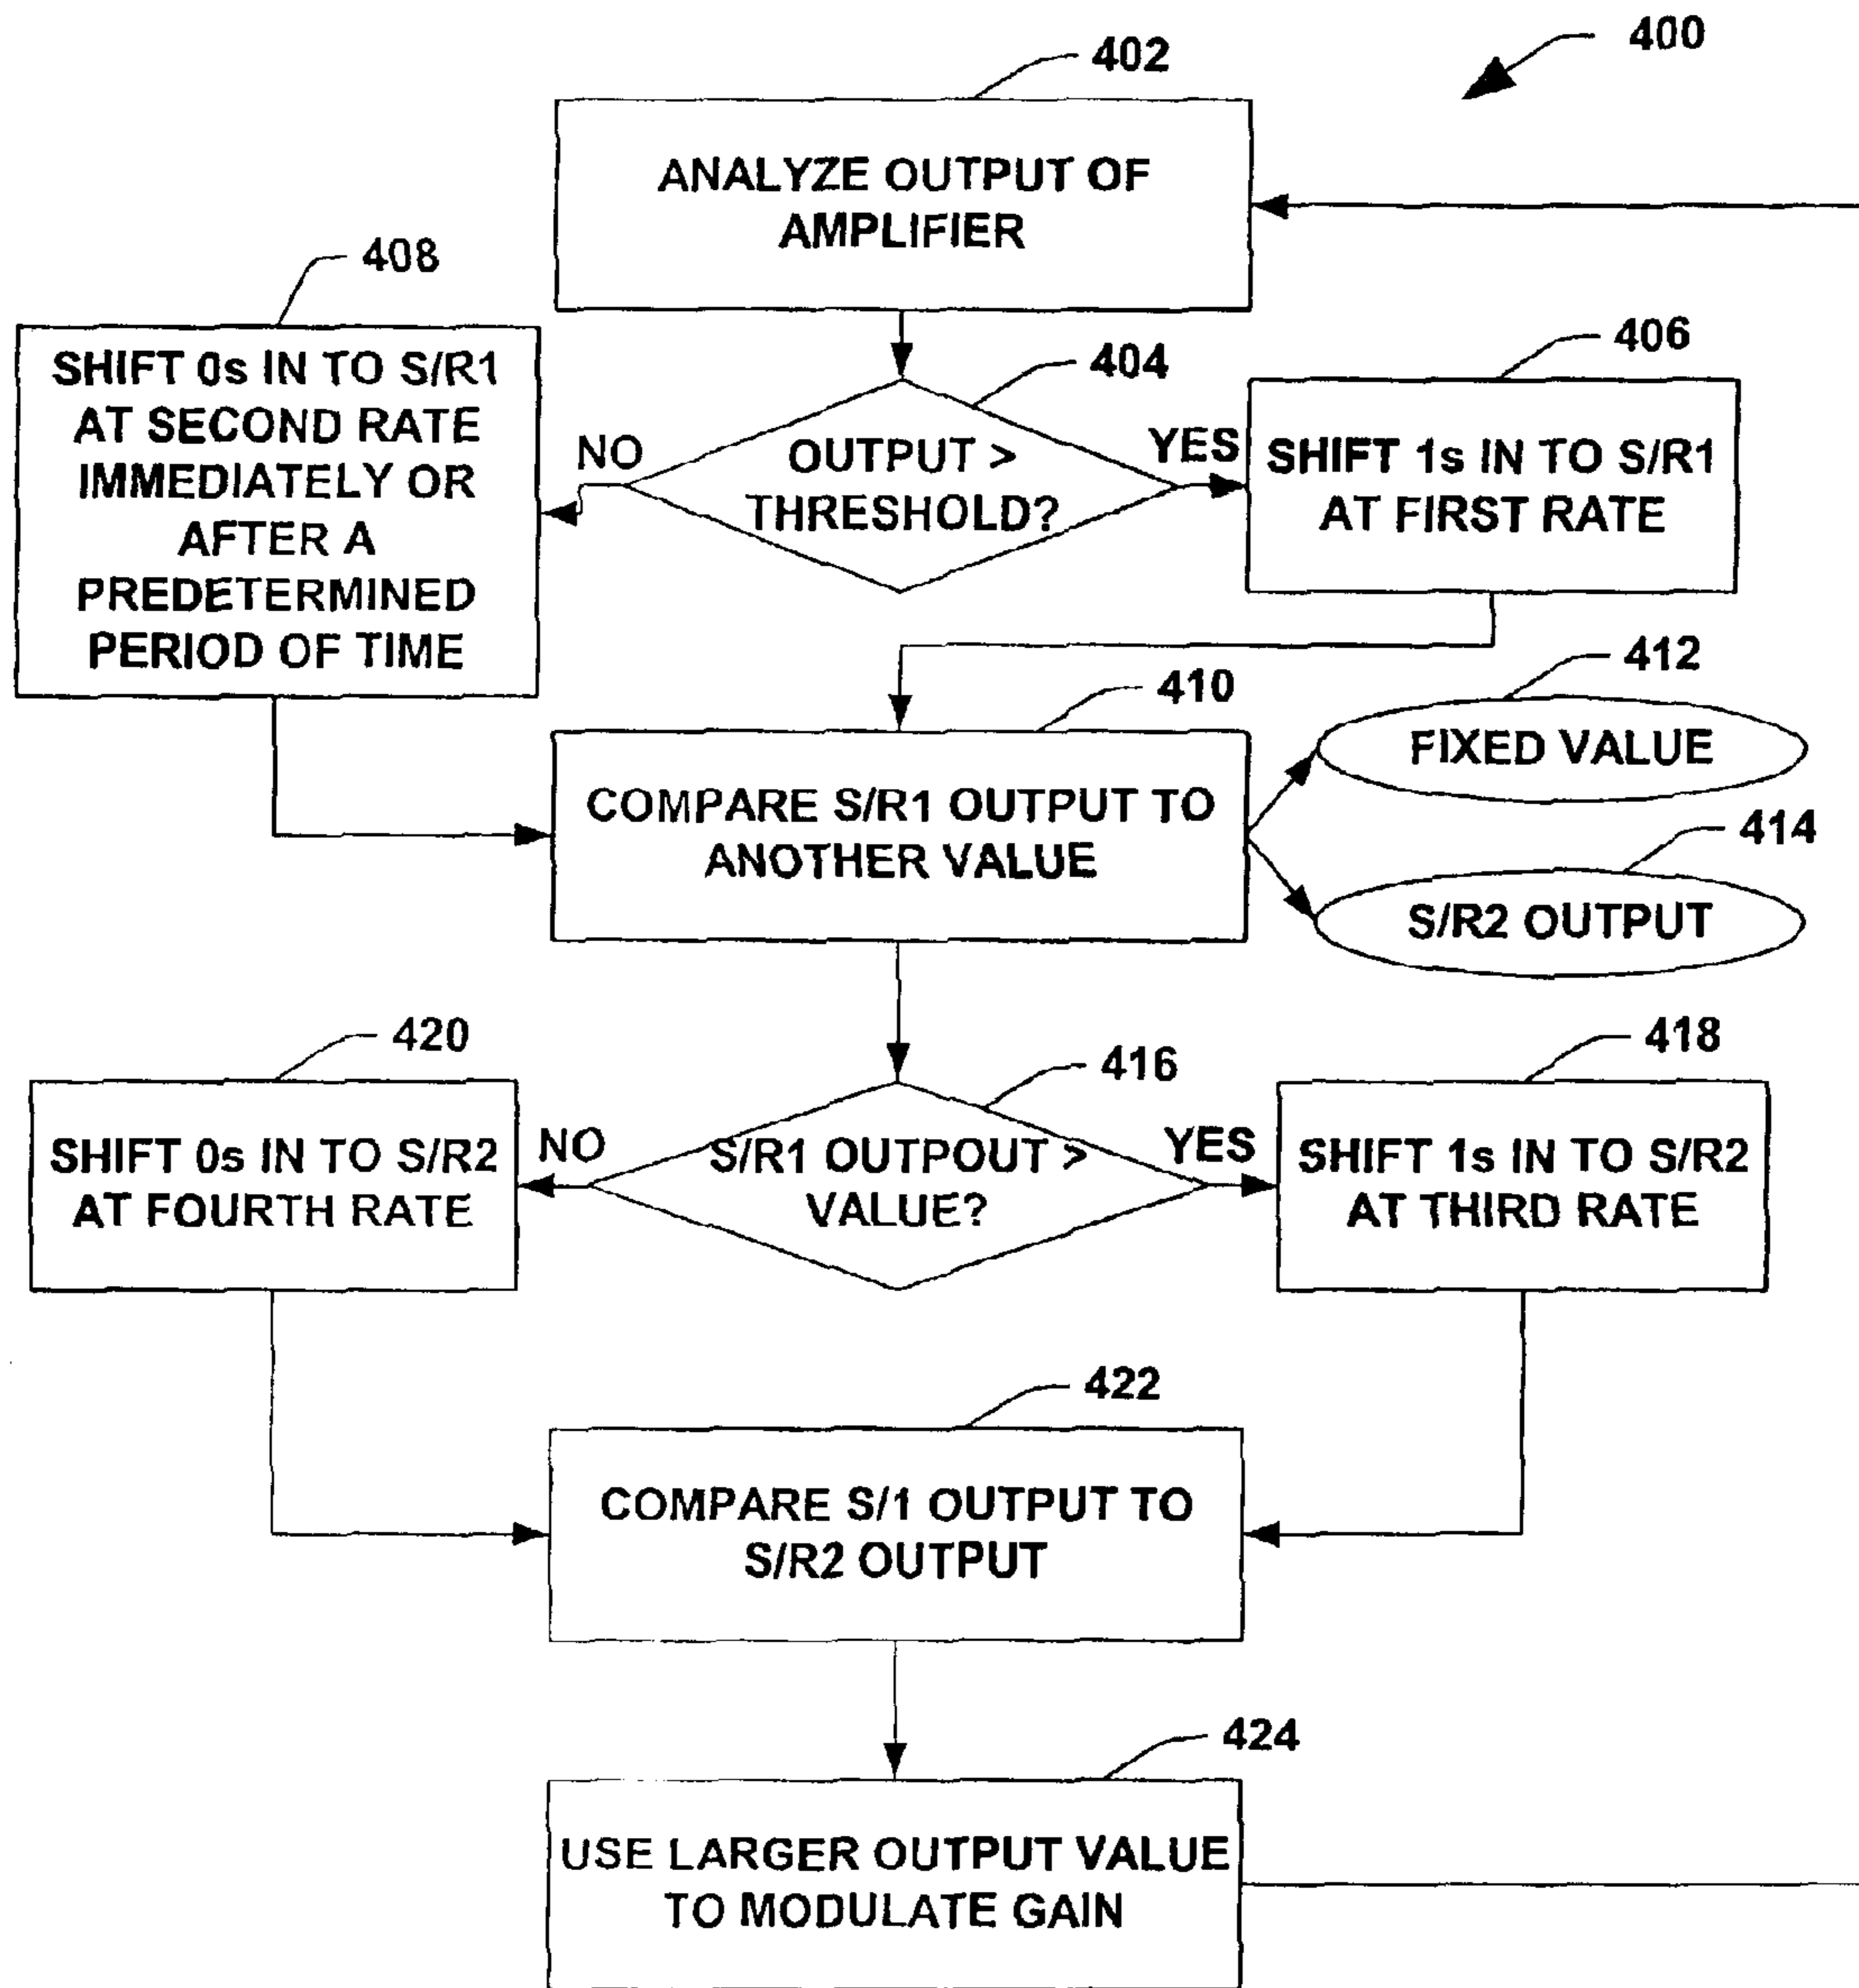 400
402
ANALYZE OUTPUT OF
AMPLIFIER
408
SHIFT 0s IN TO S/R1
AT SECOND RATE
IMMEDIATELY OR
AFTER A
PREDETERMINED
PERIOD OF TIME
404
NO
OUTPUT >
THRESHOLD?
YES
406
SHIFT 1s IN TO S/R1
AT FIRST RATE
410
COMPARE S/R1 OUTPUT TO
ANOTHER VALUE
412
FIXED VALUE
414
S/R2 OUTPUT
420
SHIFT 0s IN TO S/R2
AT FOURTH RATE
416
NO
S/R1 OUTPOUT >
VALUE?
YES
418
SHIFT 1s IN TO S/R2
AT THIRD RATE
422
COMPARE S/1 OUTPUT TO
S/R2 OUTPUT
424
USE LARGER OUTPUT VALUE
TO MODULATE GAIN